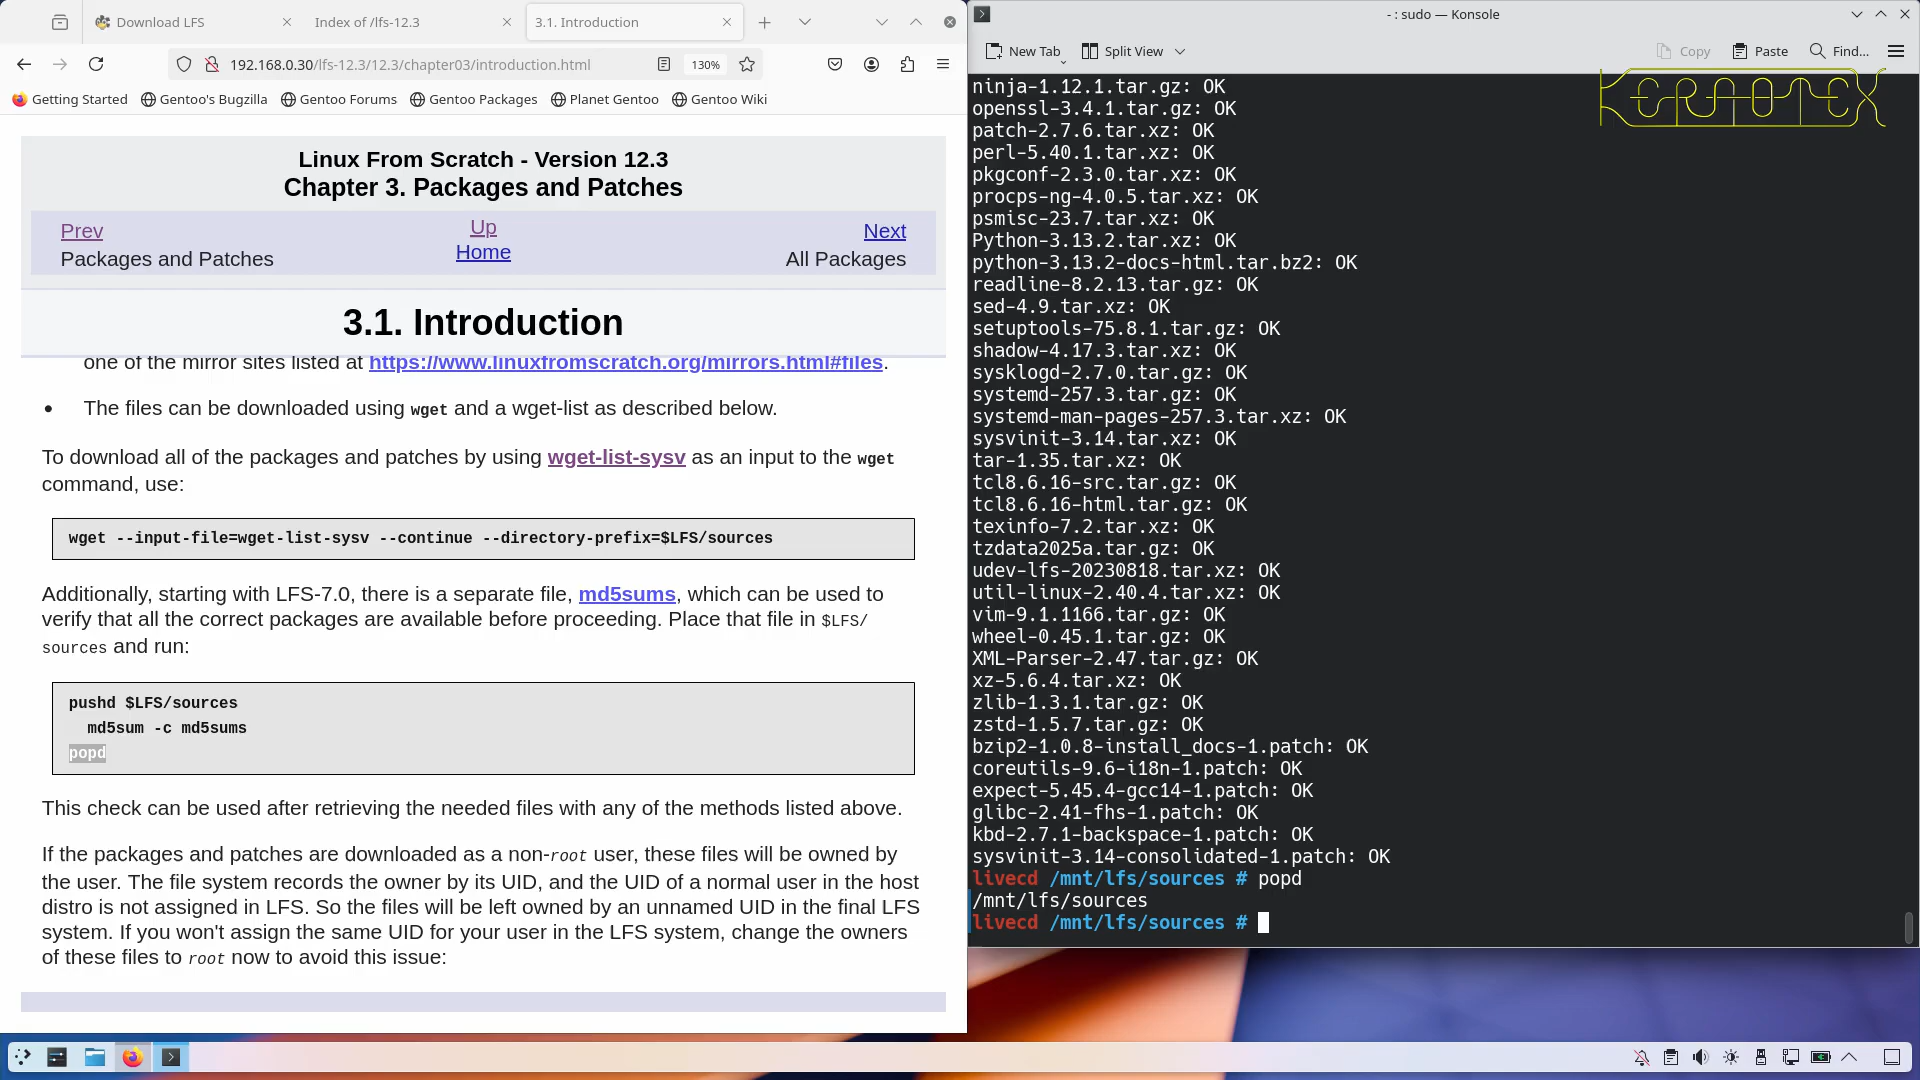 Download LFS
Index of /lfs-12.3
3.1. Introduction
192.168.0.30/lfs-12.3/12.3/chapter03/introduction.html
130%
Getting Started
Gentoo's Bugzilla
Gentoo Forums
Gentoo Packages
Planet Gentoo
Gentoo Wiki
Linux From Scratch - Version 12.3
Chapter 3. Packages and Patches
Prev
Up
Next
Packages and Patches
Home
All Packages
3.1. Introduction
one of the mirror sites listed at https://www.linuxfromscratch.org/mirrors.html#files.
• The files can be downloaded using wget and a wget-list as described below.
To download all of the packages and patches by using wget-list-sysv as an input to the wget
command, use:
wget --input-file=wget-list-sysv --continue --directory-prefix=$LFS/sources
Additionally, starting with LFS-7.0, there is a separate file, md5sums, which can be used to
verify that all the correct packages are available before proceeding. Place that file in $LFS/
sources and run:
pushd $LFS/sources
md5sum -c md5sums
popd
This check can be used after retrieving the needed files with any of the methods listed above.
If the packages and patches are downloaded as a non-root user, these files will be owned by
the user. The file system records the owner by its UID, and the UID of a normal user in the host
distro is not assigned in LFS. So the files will be left owned by an unnamed UID in the final LFS
system. If you won't assign the same UID for your user in the LFS system, change the owners
of these files to root now to avoid this issue:
- : sudo — Konsole
New Tab
Split View
Copy
Paste
Find...
KERNOTEX
ninja-1.12.1.tar.gz: OK
openssl-3.4.1.tar.gz: OK
patch-2.7.6.tar.xz: OK
perl-5.40.1.tar.xz: OK
pkgconf-2.3.0.tar.xz: OK
procps-ng-4.0.5.tar.xz: OK
psmisc-23.7.tar.xz: OK
Python-3.13.2.tar.xz: OK
python-3.13.2-docs-html.tar.bz2: OK
readline-8.2.13.tar.gz: OK
sed-4.9.tar.xz: OK
setuptools-75.8.1.tar.gz: OK
shadow-4.17.3.tar.xz: OK
sysklogd-2.7.0.tar.gz: OK
systemd-257.3.tar.gz: OK
systemd-man-pages-257.3.tar.xz: OK
sysvinit-3.14.tar.xz: OK
tar-1.35.tar.xz: OK
tcl8.6.16-src.tar.gz: OK
tcl8.6.16-html.tar.gz: OK
texinfo-7.2.tar.xz: OK
tzdata2025a.tar.gz: OK
udev-lfs-20230818.tar.xz: OK
util-linux-2.40.4.tar.xz: OK
vim-9.1.1166.tar.gz: OK
wheel-0.45.1.tar.gz: OK
XML-Parser-2.47.tar.gz: OK
xz-5.6.4.tar.xz: OK
zlib-1.3.1.tar.gz: OK
zstd-1.5.7.tar.gz: OK
bzip2-1.0.8-install_docs-1.patch: OK
coreutils-9.6-i18n-1.patch: OK
expect-5.45.4-gcc14-1.patch: OK
glibc-2.41-fhs-1.patch: OK
kbd-2.7.1-backspace-1.patch: OK
sysvinit-3.14-consolidated-1.patch: OK
livecd /mnt/lfs/sources # popd
/mnt/lfs/sources
livecd /mnt/lfs/sources #